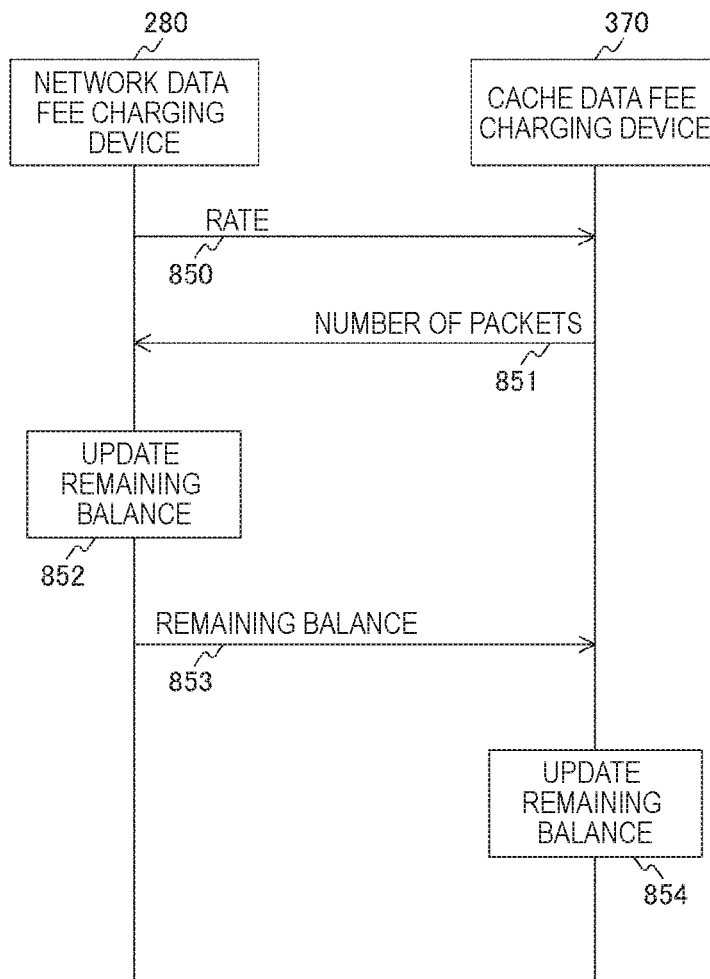 280
370
NETWORK DATA
FEE CHARGING
DEVICE
CACHE DATA FEE
CHARGING DEVICE
RATE
850
NUMBER OF PACKETS
851
UPDATE
REMAINING
BALANCE
852
REMAINING BALANCE
853
UPDATE
REMAINING
BALANCE
854